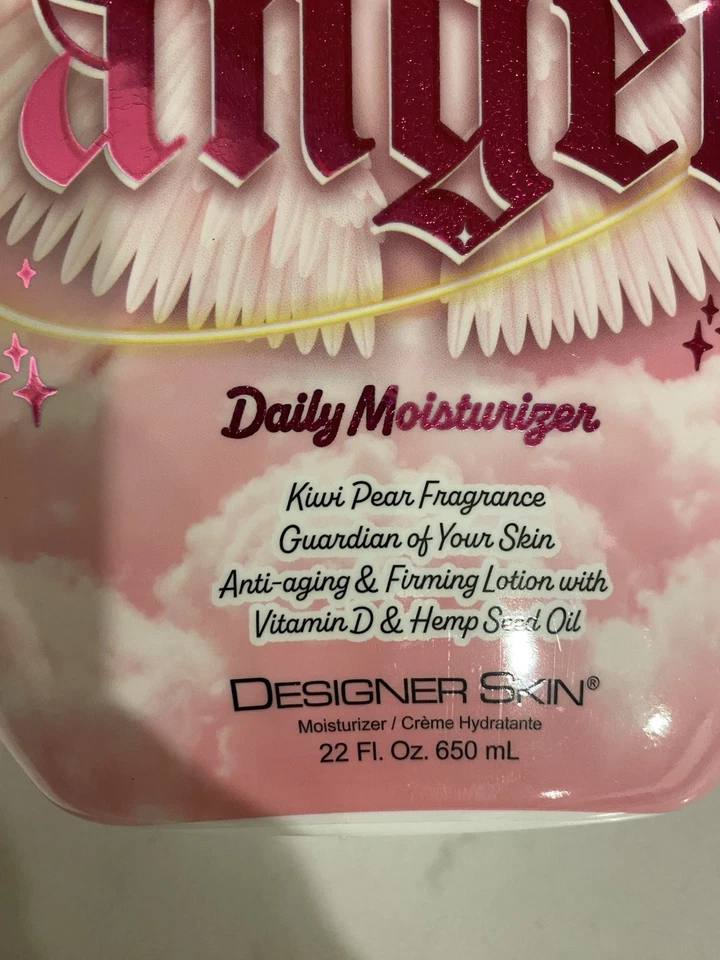 angel
Daily Moisturizer
Kiwi Pear Fragrance
Guardian of Your Skin
Anti-aging & Firming Lotion with
Vitamin D & Hemp Seed Oil
DESIGNER SKIN®
Moisturizer / Crème Hydratante
22 Fl. Oz. 650 mL